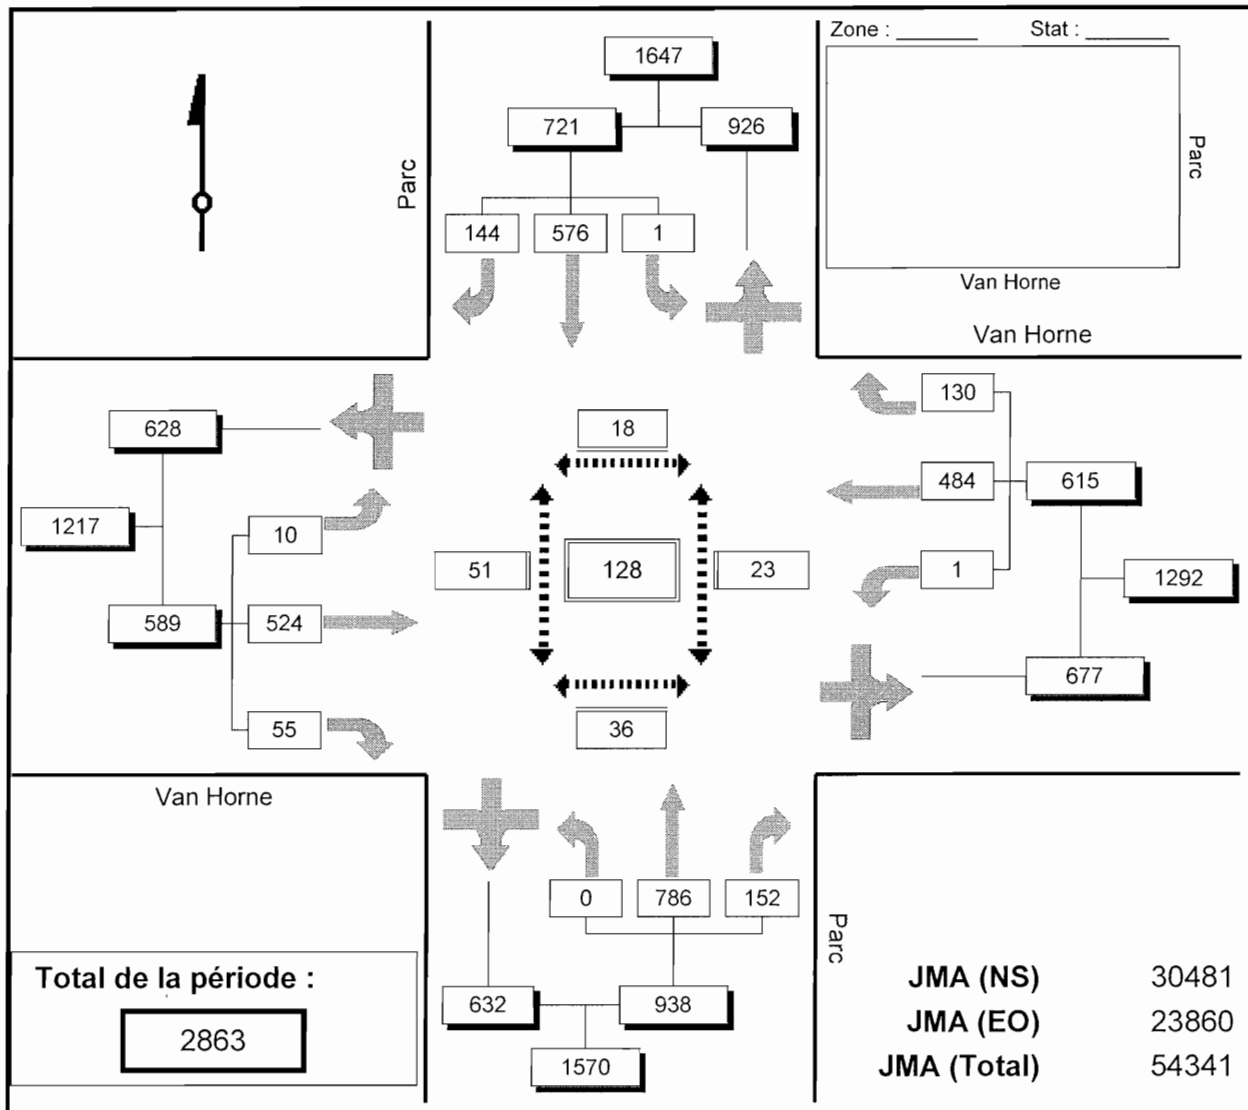 Zone : ________ Stat : ________
1647
721 926
Parc
Parc
144 576 1
Van Horne
Van Horne
130
628
18
484 615
1217
10
51 128 23
1
1292
589 524
677
55
36
Van Horne
0 786 152
Parc
Total de la période :
632 938
JMA (NS) 30481
2863
JMA (EO) 23860
1570
JMA (Total) 54341